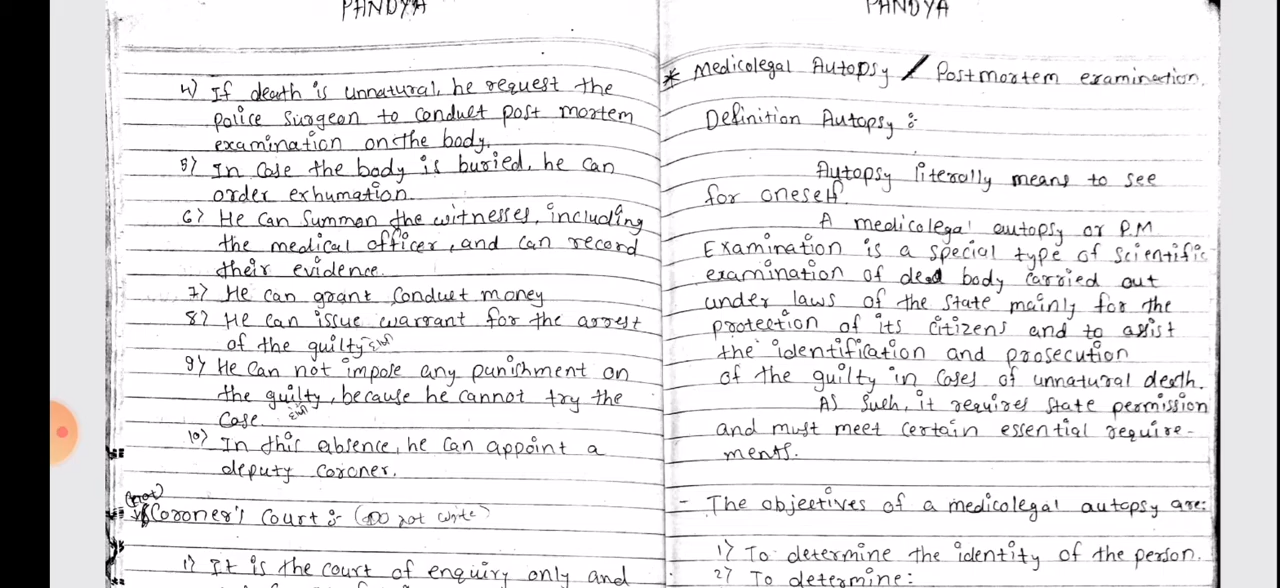 PANDYA
4) If death is unnatural, he request the
police surgeon to conduct post mortem
examination on the body.
5) In case the body is buried, he can
order exhumation.
6) He can summon the witnesses, including
the medical officer, and can record
their evidence.
7) He can grant conduct money
8) He can issue warrant for the arrest
of the guilty
9) He can not impose any punishment on
the guilty, because he cannot try the
case.
10) In this absence, he can appoint a
deputy coroner.
Coroner's court :- (Do not write)
1) It is the court of enquiry only and
PANDYA
* Medicolegal Autopsy / Postmortem examination.
Definition Autopsy :
Autopsy literally means to see
for oneself.
A medicolegal autopsy or P.M
Examination is a special type of scientific
examination of dead body carried out
under laws of the state mainly for the
protection of its citizens and to assist
the identification and prosecution
of the guilty in cases of unnatural death.
As such, it requires state permission
and must meet certain essential require-
ments.
- The objectives of a medicolegal autopsy are:
1) To determine the identity of the person.
2) To determine: